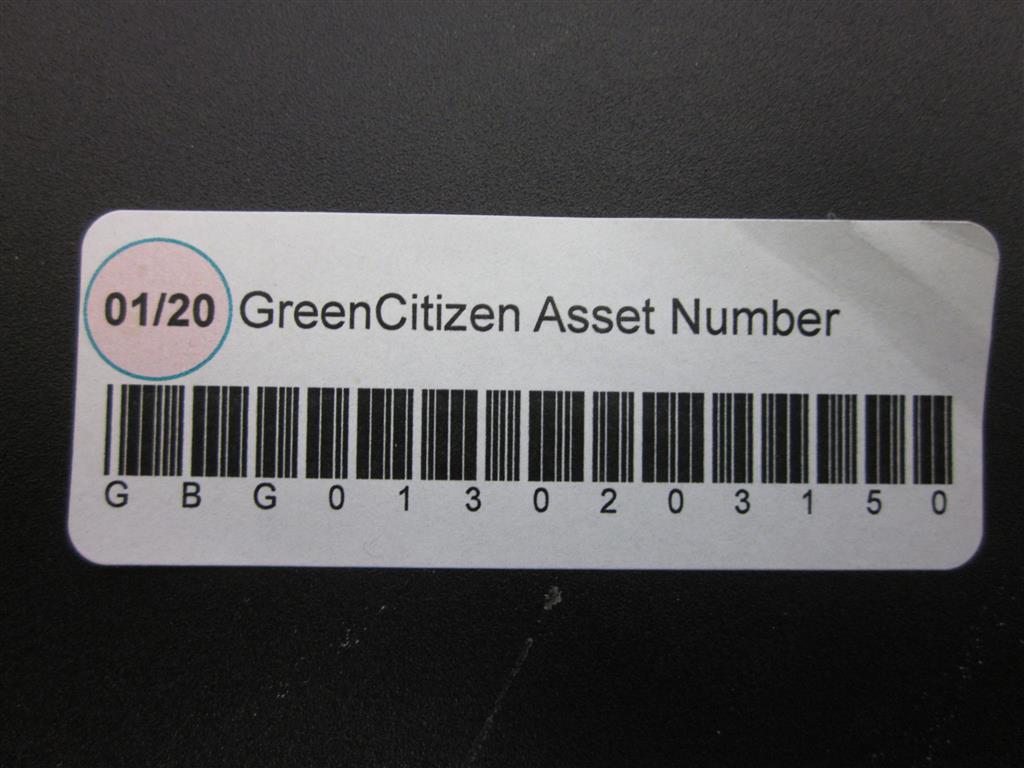 01/20 GreenCitizen Asset Number
G B G 0 1 3 0 2 0 3 1 5 0